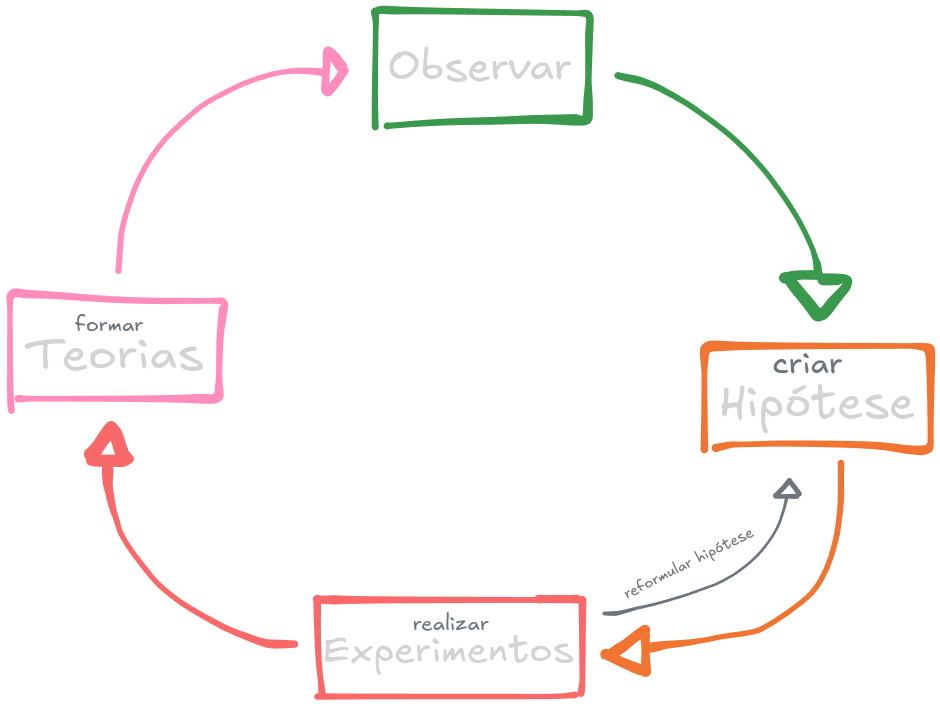 Observar
criar
Hipótese
reformular hipótese
realizar
Experimentos
formar
Teorias